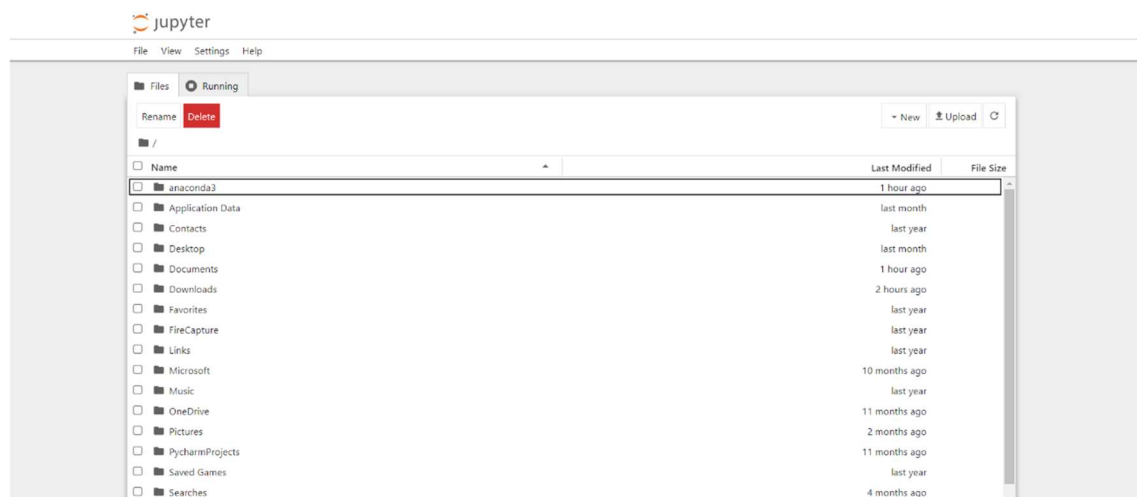 jupyter
File View Settings Help
Files Running
Rename Delete New Upload
/
Name Last Modified File Size
anaconda3 1 hour ago
Application Data last month
Contacts last year
Desktop last month
Documents 1 hour ago
Downloads 2 hours ago
Favorites last year
FireCapture last year
Links last year
Microsoft 10 months ago
Music last year
OneDrive 11 months ago
Pictures 2 months ago
PycharmProjects 11 months ago
Saved Games last year
Searches 4 months ago